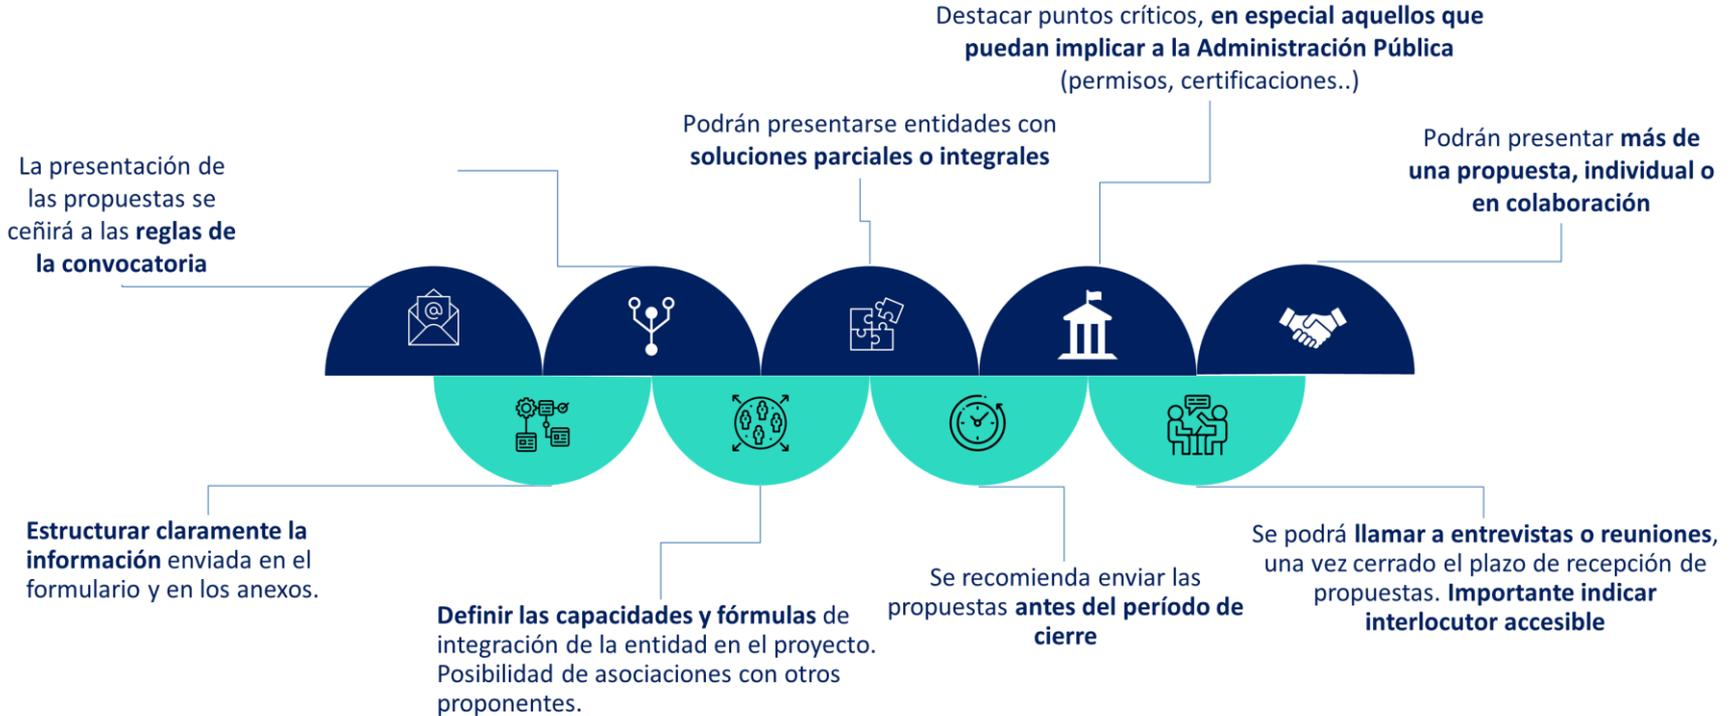 La presentación de
las propuestas se
ceñirá a las reglas de
la convocatoria
Podrán presentarse entidades con
soluciones parciales o integrales
Destacar puntos críticos, en especial aquellos que
puedan implicar a la Administración Pública
(permisos, certificaciones..)
Podrán presentar más de
una propuesta, individual o
en colaboración
@
Estructurar claramente la
información enviada en el
formulario y en los anexos.
Definir las capacidades y fórmulas de
integración de la entidad en el proyecto.
Posibilidad de asociaciones con otros
proponentes.
Se recomienda enviar las
propuestas antes del período de
cierre
Se podrá llamar a entrevistas o reuniones,
una vez cerrado el plazo de recepción de
propuestas. Importante indicar
interlocutor accesible